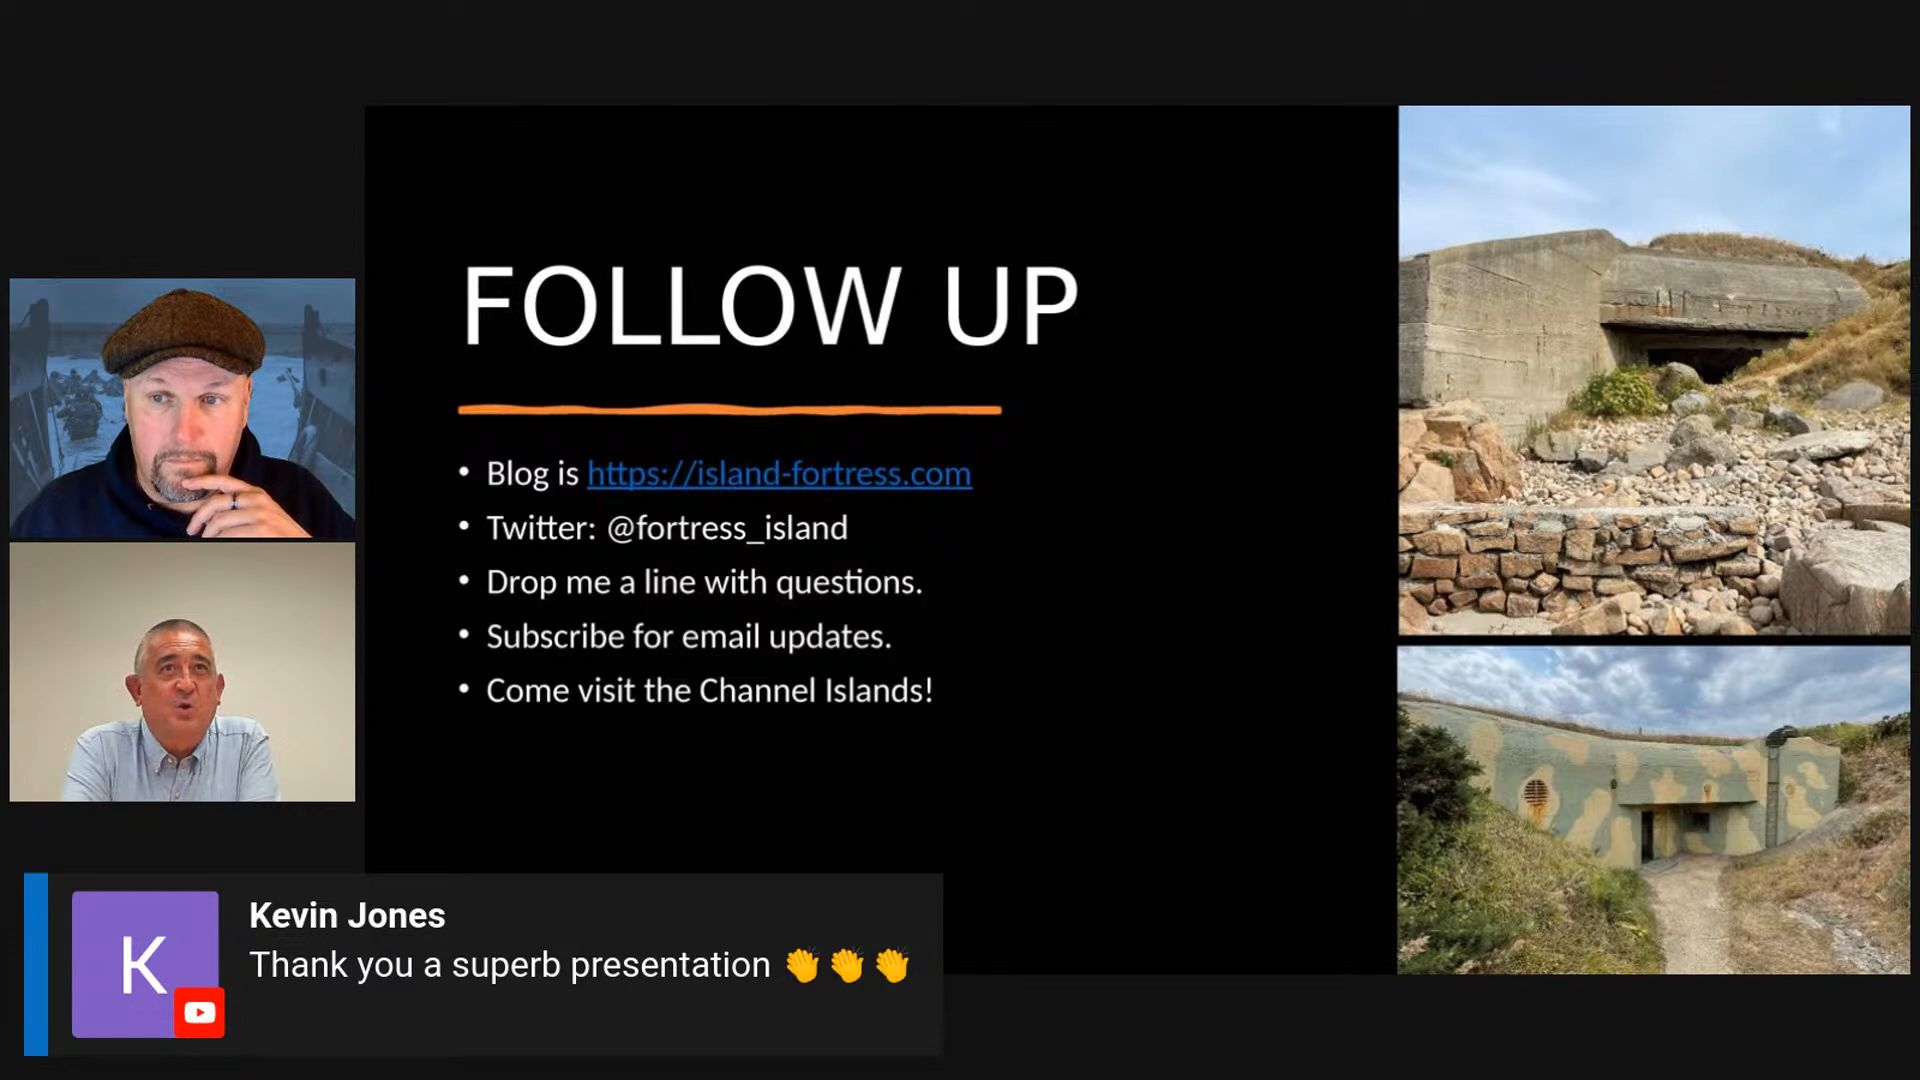 FOLLOW UP
• Blog is https://island-fortress.com
• Twitter: @fortress_island
• Drop me a line with questions.
• Subscribe for email updates.
• Come visit the Channel Islands!
K
Kevin Jones
Thank you a superb presentation 👏👏👏